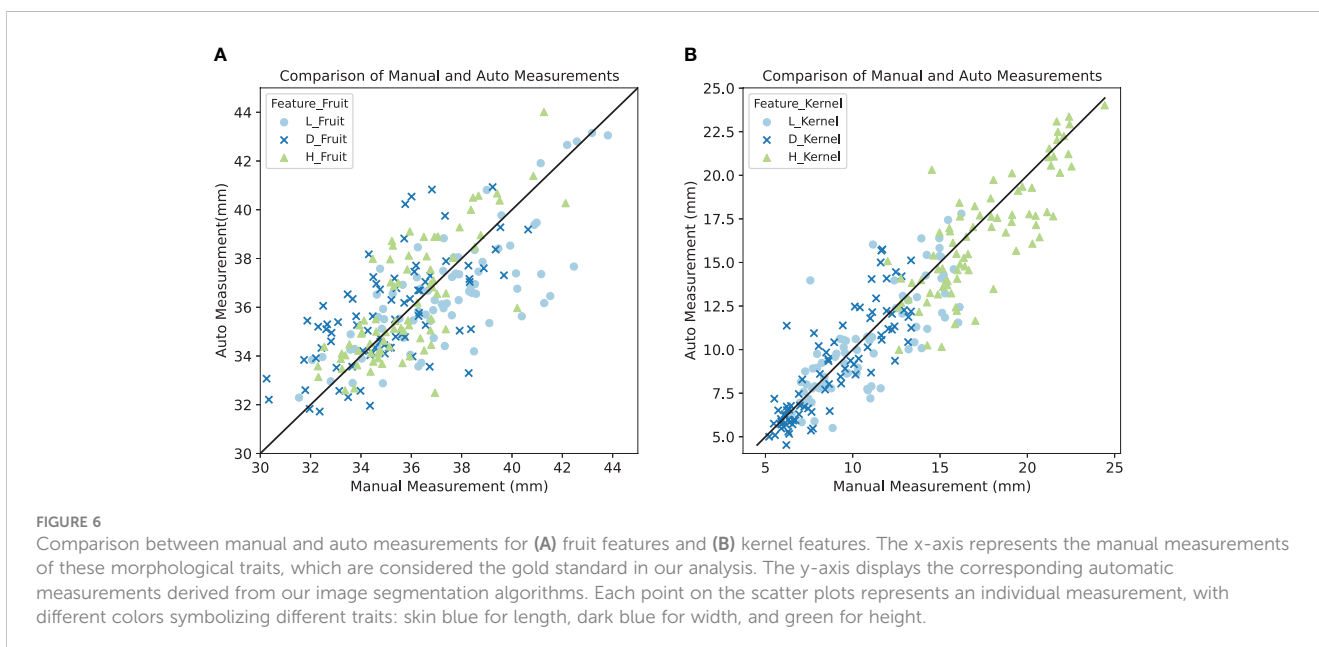 A
Comparison of Manual and Auto Measurements
Feature_Fruit
L_Fruit
D_Fruit
H_Fruit
44
42
40
38
36
34
32
30
Auto Measurement(mm)
30 32 34 36 38 40 42 44
Manual Measurement (mm)
B
Comparison of Manual and Auto Measurements
Feature_Kernel
L_Kernel
D_Kernel
H_Kernel
25.0
22.5
20.0
17.5
15.0
12.5
10.0
7.5
5.0
Auto Measurement (mm)
5 10 15 20 25
Manual Measurement (mm)
FIGURE 6
Comparison between manual and auto measurements for (A) fruit features and (B) kernel features. The x-axis represents the manual measurements
of these morphological traits, which are considered the gold standard in our analysis. The y-axis displays the corresponding automatic
measurements derived from our image segmentation algorithms. Each point on the scatter plots represents an individual measurement, with
different colors symbolizing different traits: skin blue for length, dark blue for width, and green for height.